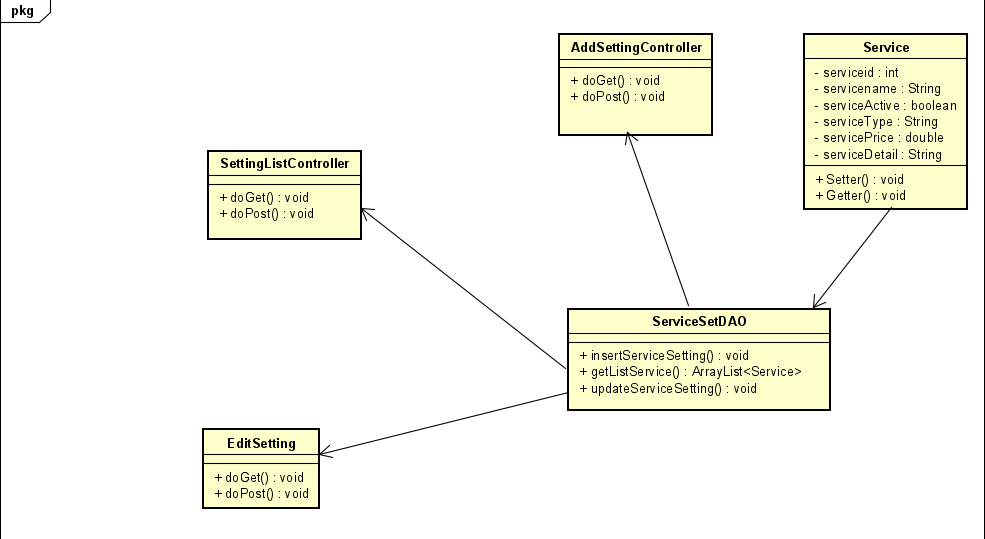 pkg
AddSettingController
+ doGet() : void
+ doPost() : void
Service
- serviceid : int
- servicename : String
- serviceActive : boolean
- serviceType : String
- servicePrice : double
- serviceDetail : String
+ Setter() : void
+ Getter() : void
SettingListController
+ doGet() : void
+ doPost() : void
ServiceSetDAO
+ insertServiceSetting() : void
+ getListService() : ArrayList<Service>
+ updateServiceSetting() : void
EditSetting
+ doGet() : void
+ doPost() : void